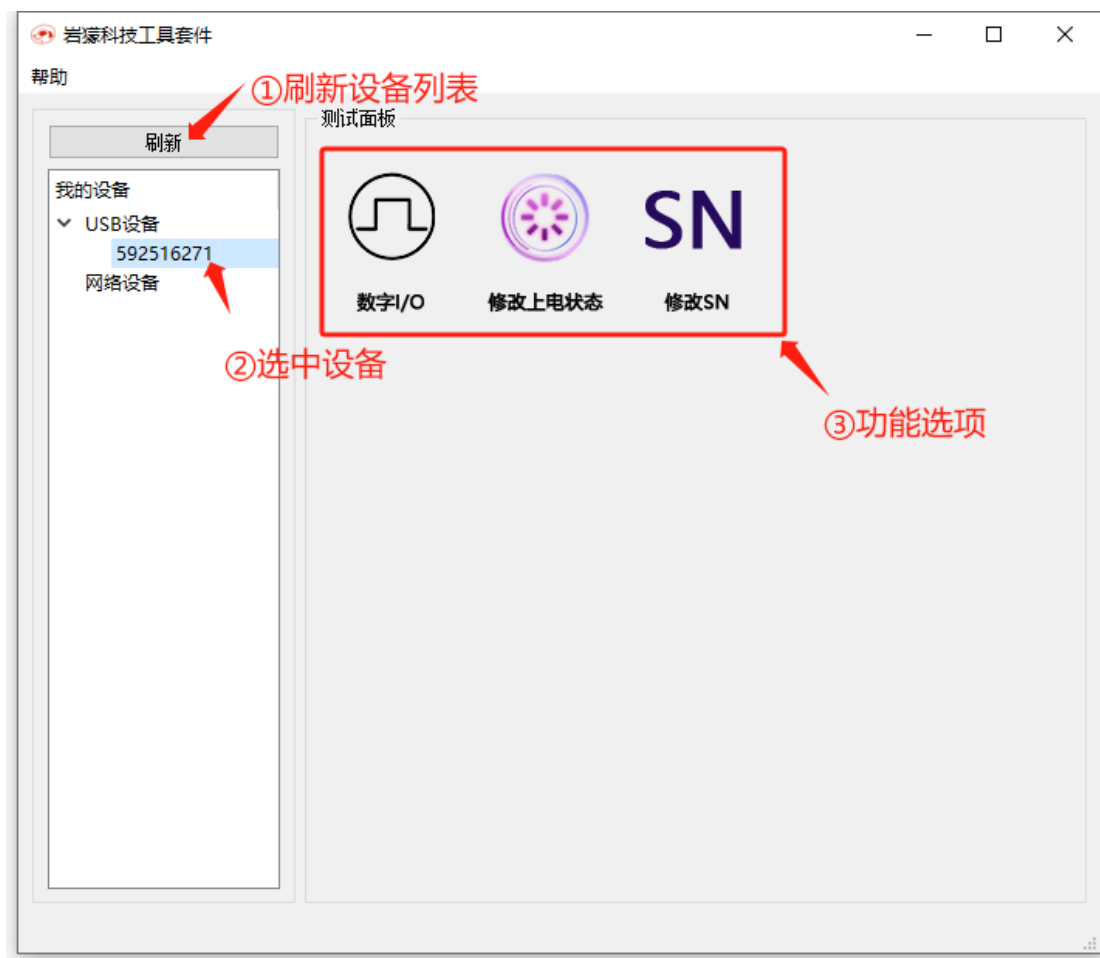 岩獴科技工具套件
帮助
①刷新设备列表
刷新
测试面板
我的设备
USB设备
592516271
网络设备
②选中设备
SN
数字I/O
修改上电状态
修改SN
③功能选项